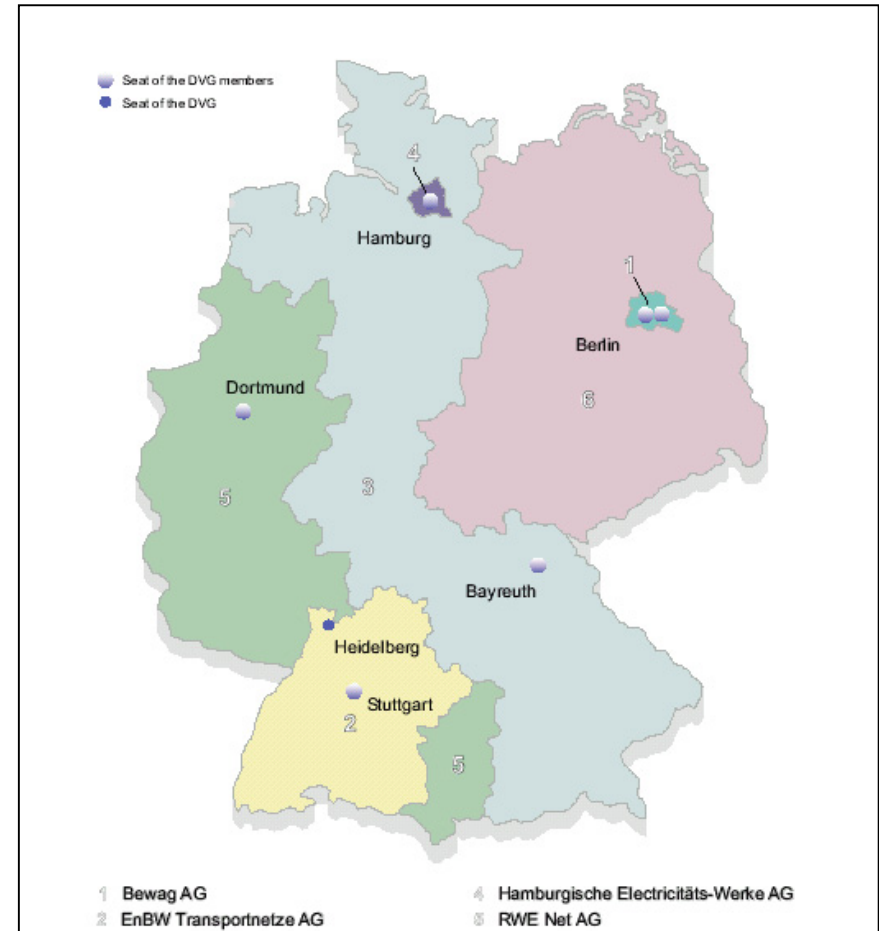 Seat of the DVG members
Seat of the DVG
4
Hamburg
1
Berlin
Dortmund
6
3
5
Bayreuth
Heidelberg
Stuttgart
2
5
1 Bewag AG
4 Hamburgische Electricitäts-Werke AG
2 EnBW Transportnetze AG
5 RWE Net AG